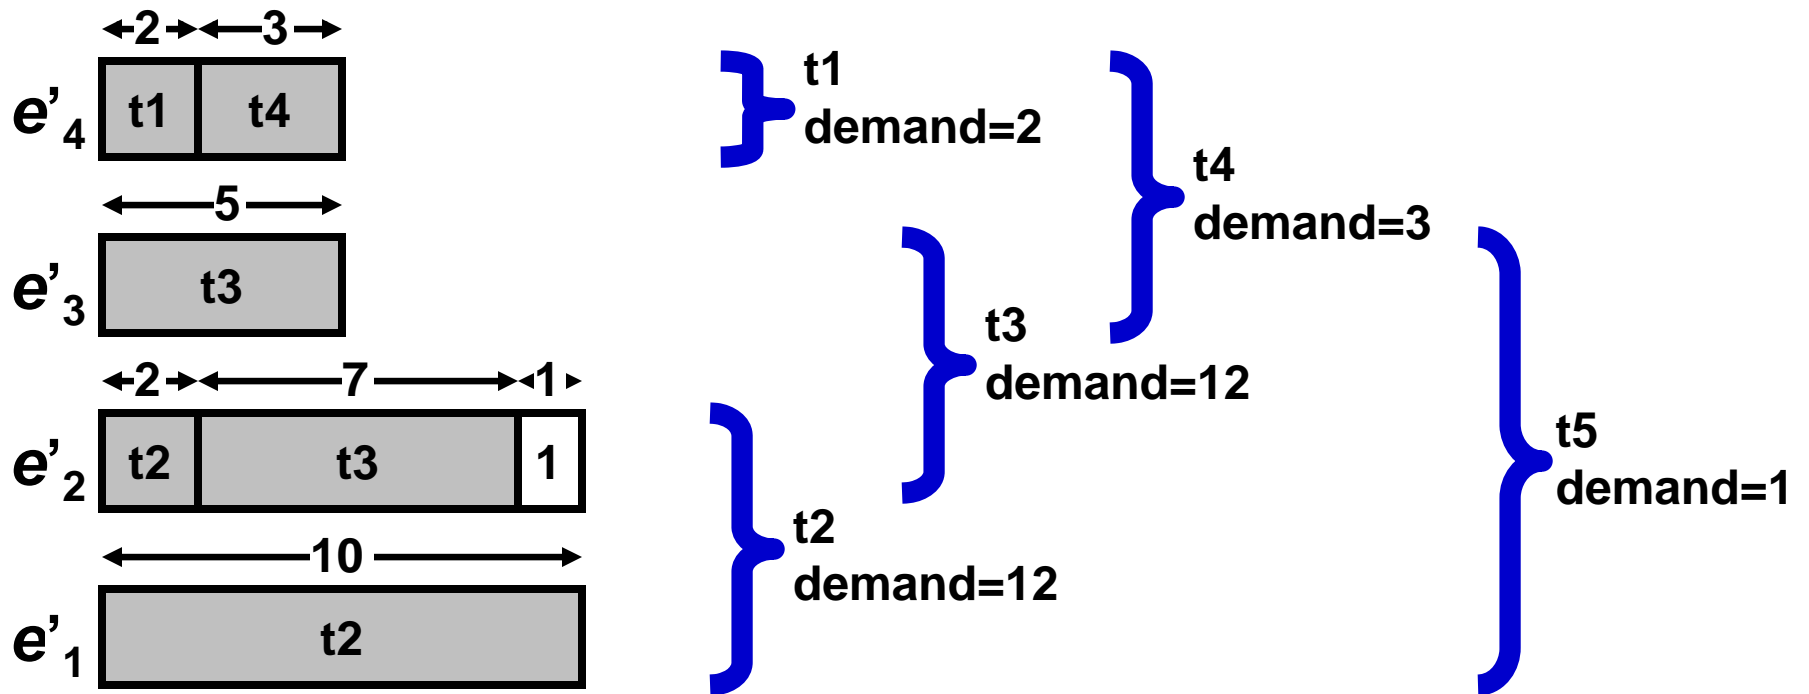 2 3
e’4 t1 t4
t1
demand=2
t4
demand=3
5
e’3 t3
t3
demand=12
2 7 1
e’2 t2 t3 1
t5
demand=1
t2
demand=12
10
e’1 t2